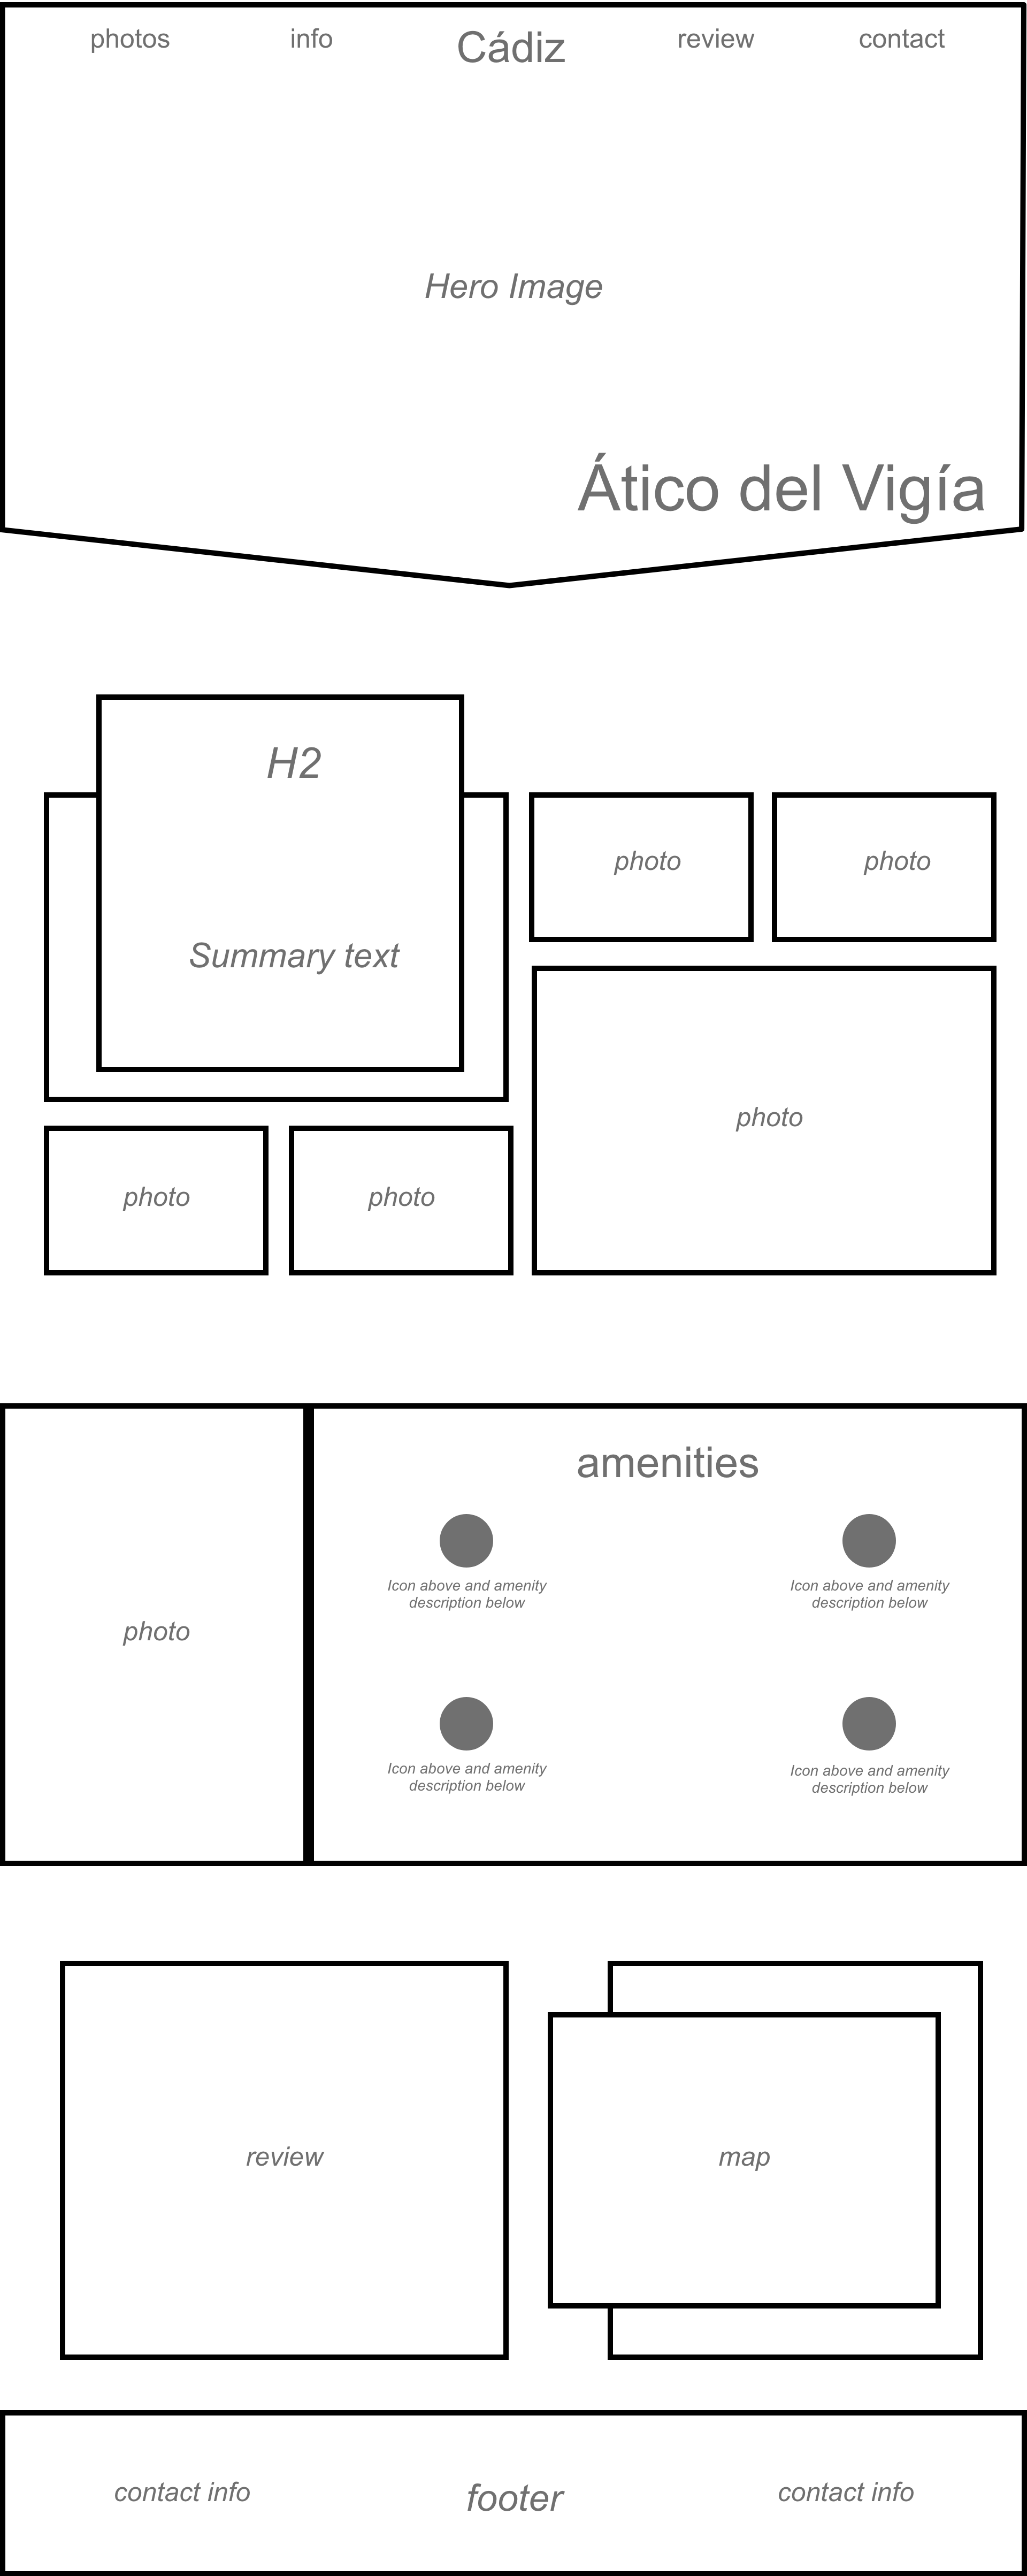 photos
info
Cádiz
review
contact
Hero Image
Ático del Vigía
H2
Summary text
photo
photo
photo
photo
photo
photo
amenities
Icon above and amenity
description below
Icon above and amenity
description below
Icon above and amenity
description below
Icon above and amenity
description below
review
map
contact info
footer
contact info